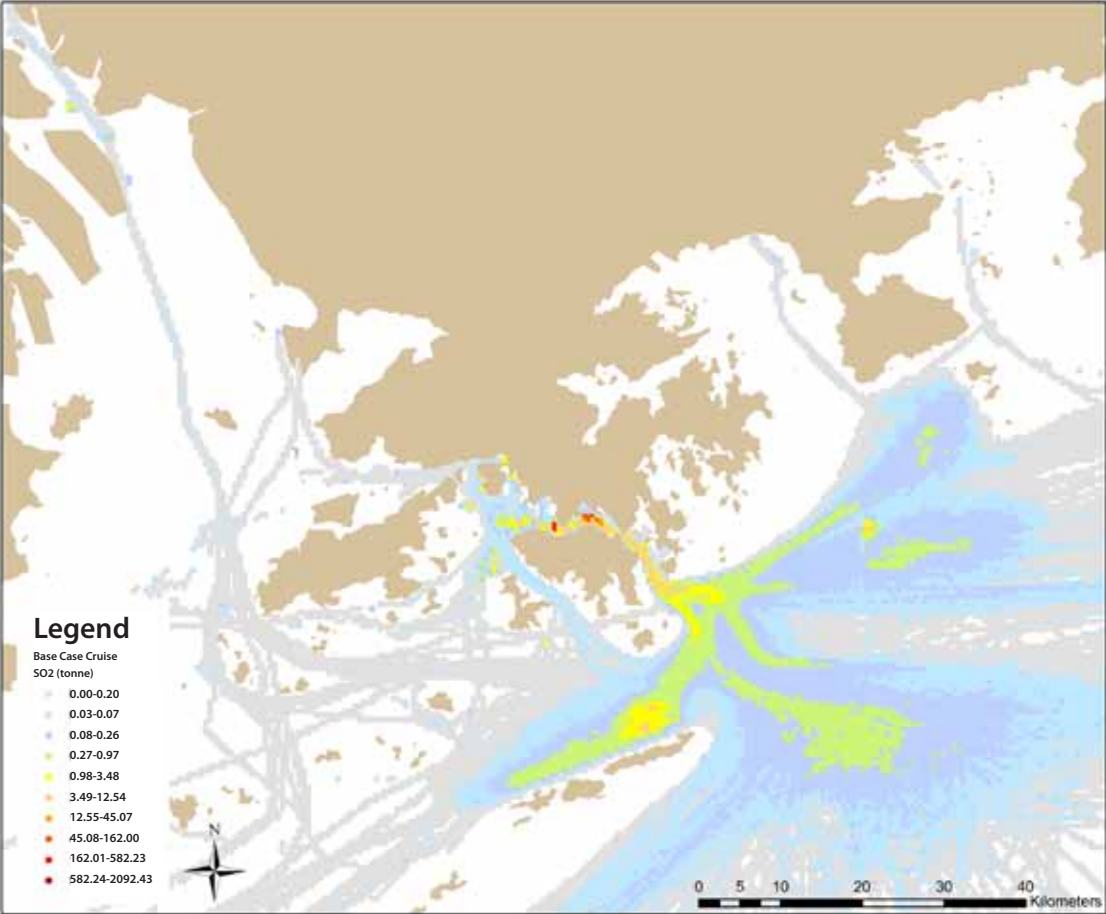 Legend
Base Case Cruise
SO2 (tonne)
0.00-0.20
0.03-0.07
0.08-0.26
0.27-0.97
0.98-3.48
3.49-12.54
12.55-45.07
45.08-162.00
162.01-582.23
582.24-2092.43
N
0 5 10 20 30 40
Kilometers